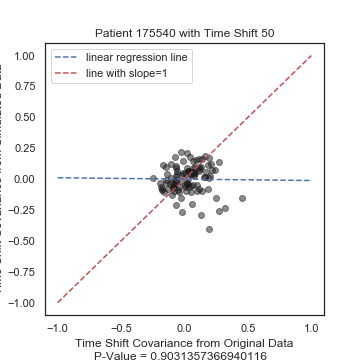 Patient 175540 with Time Shift 50
linear regression line
line with slope=1
1.00
0.75
0.50
0.25
0.00
−0.25
−0.50
−0.75
−1.00
−1.0
−0.5
0.0
0.5
1.0
Time Shift Covariance from Original Data
P-Value = 0.9031357366940116